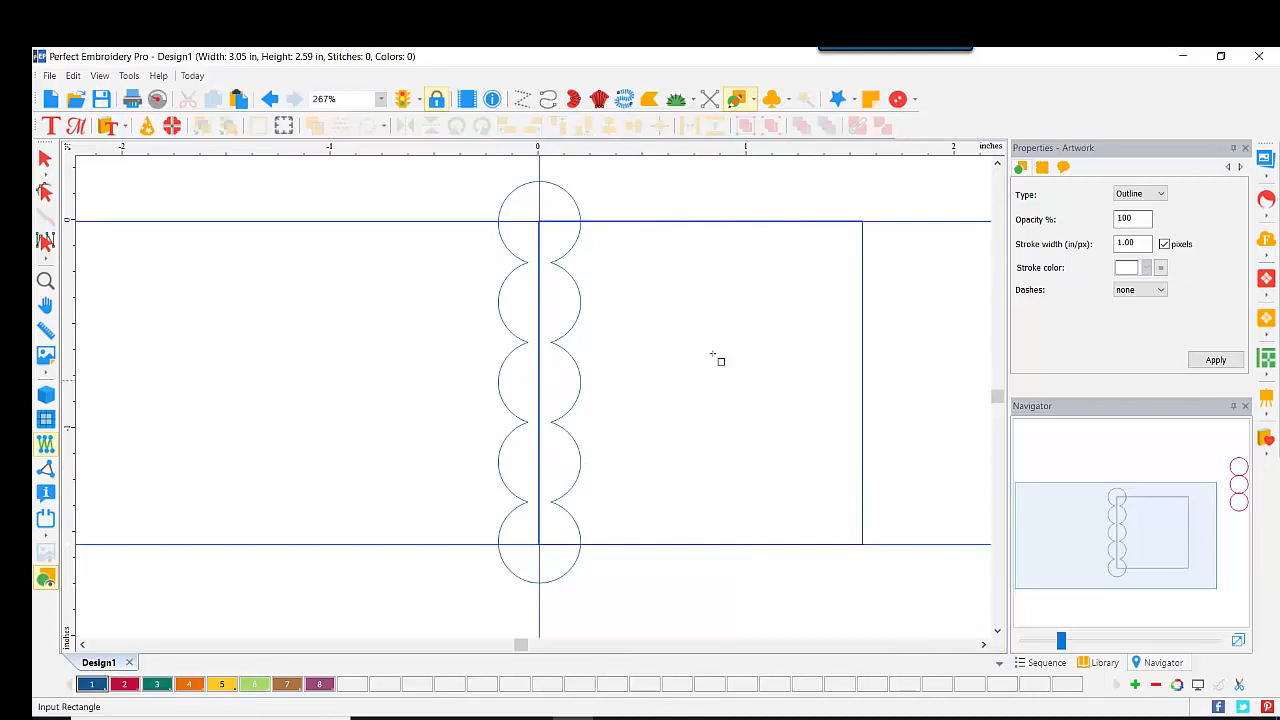 Perfect Embroidery Pro - Design1 (Width: 3.05 in, Height: 2.59 in, Stitches: 0, Colors: 0)
File Edit View Tools Help Today
267%
-2 -1 0 1 2 inches
Properties - Artwork
Type: Outline
Opacity %: 100
Stroke width (in/px): 1.00 pixels
Stroke color:
Dashes: none
Apply
Navigator
0
-1
inches
Design1
Sequence Library Navigator
1 2 3 4 5 6 7 8
Input Rectangle